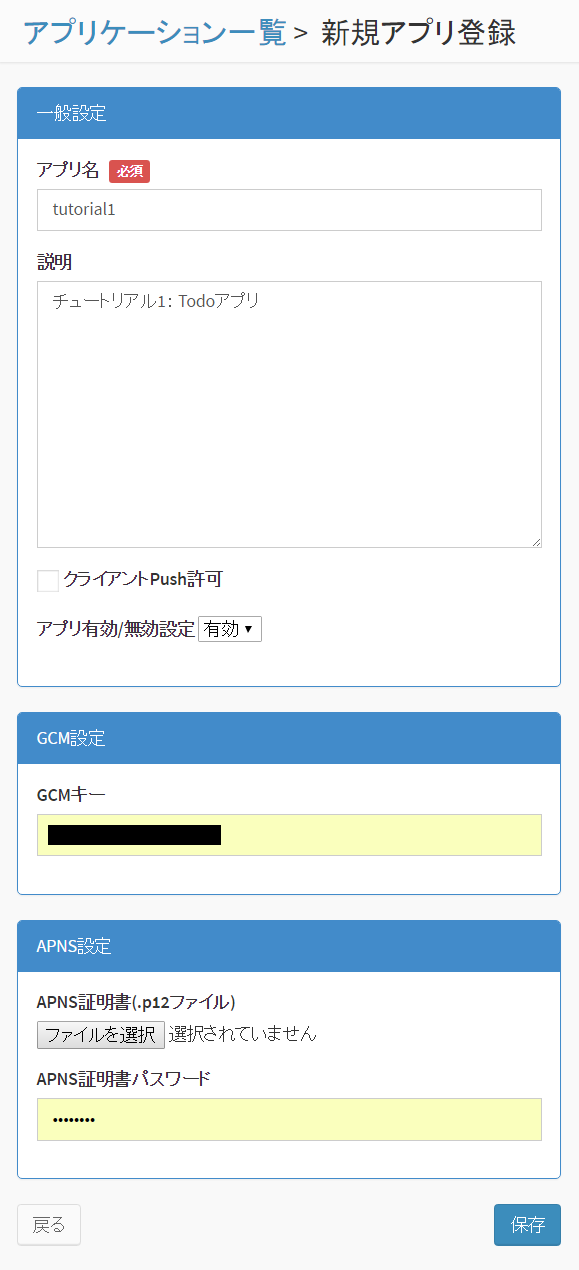 アプリケーション一覧 > 新規アプリ登録
一般設定
アプリ名 必須
tutorial1
説明
チュートリアル1: Todoアプリ
クライアントPush許可
アプリ有効/無効設定 有効 ▼
GCM設定
GCMキー
APNS設定
APNS証明書(.p12ファイル)
ファイルを選択 選択されていません
APNS証明書パスワード
••••••••
戻る 保存